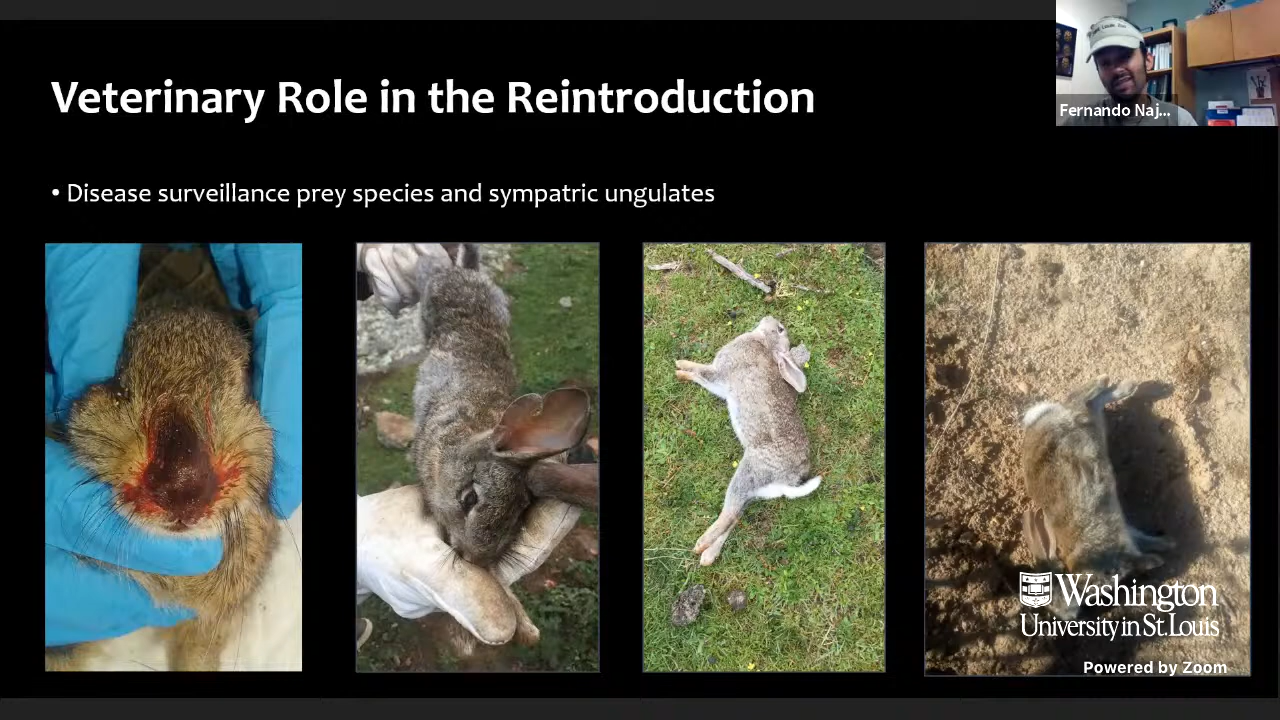 Veterinary Role in the Reintroduction
Fernando Naj...
• Disease surveillance prey species and sympatric ungulates
Washington
University in St. Louis
Powered by Zoom